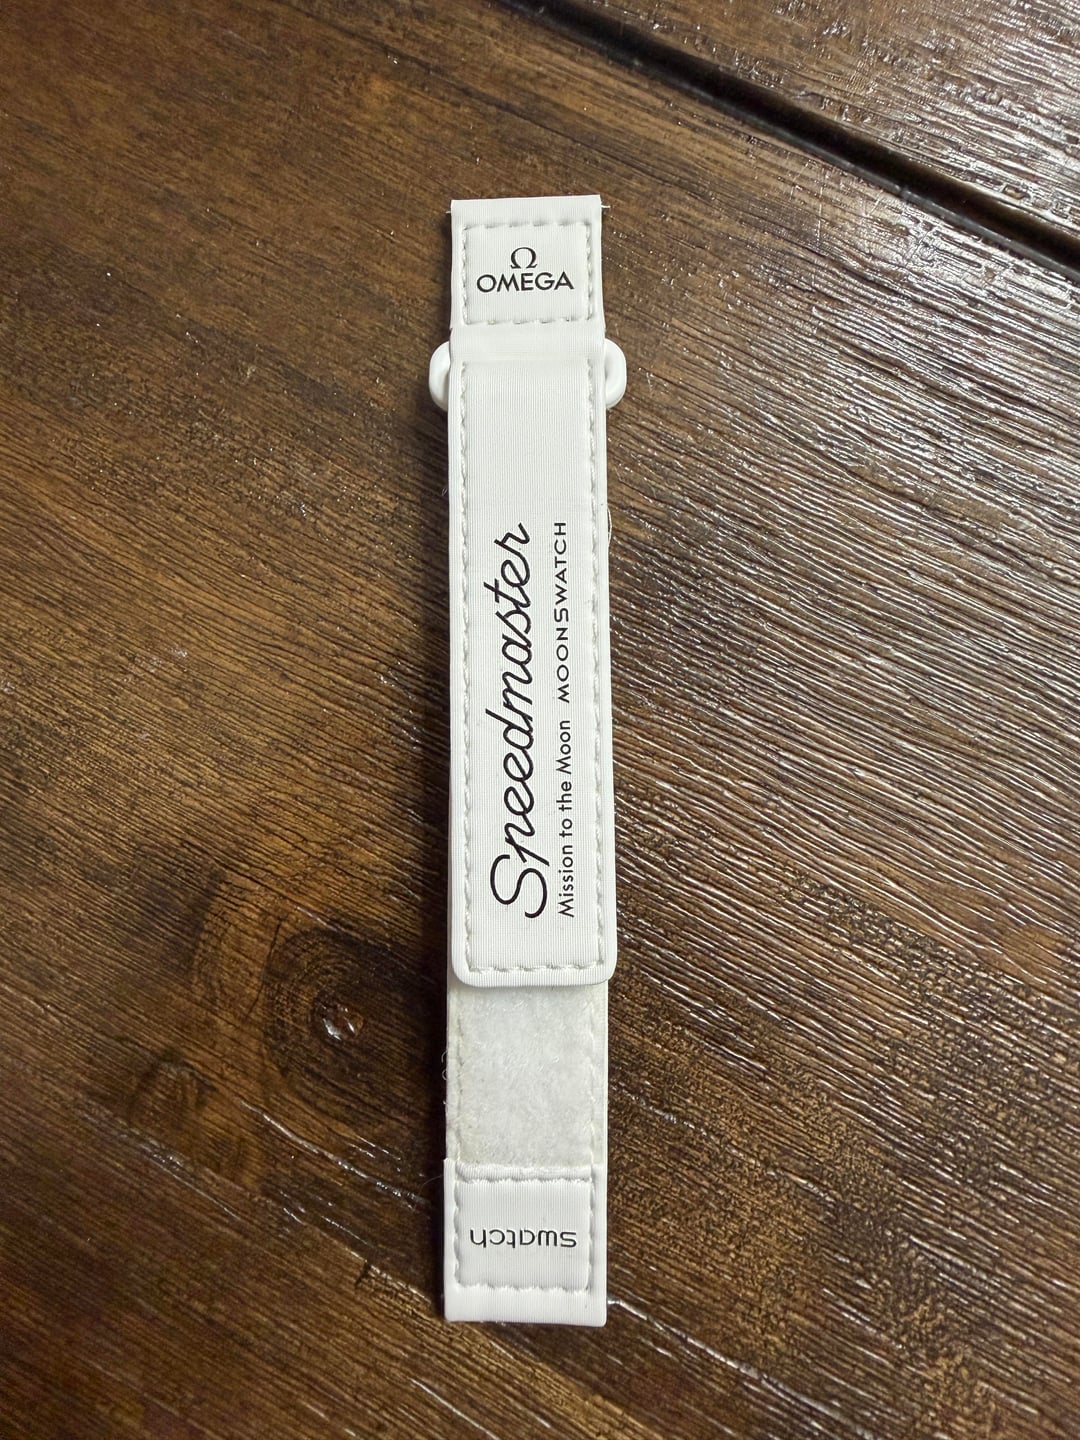 Ω
OMEGA
Speedmaster
Mission to the Moon MOONSWATCH
swatch